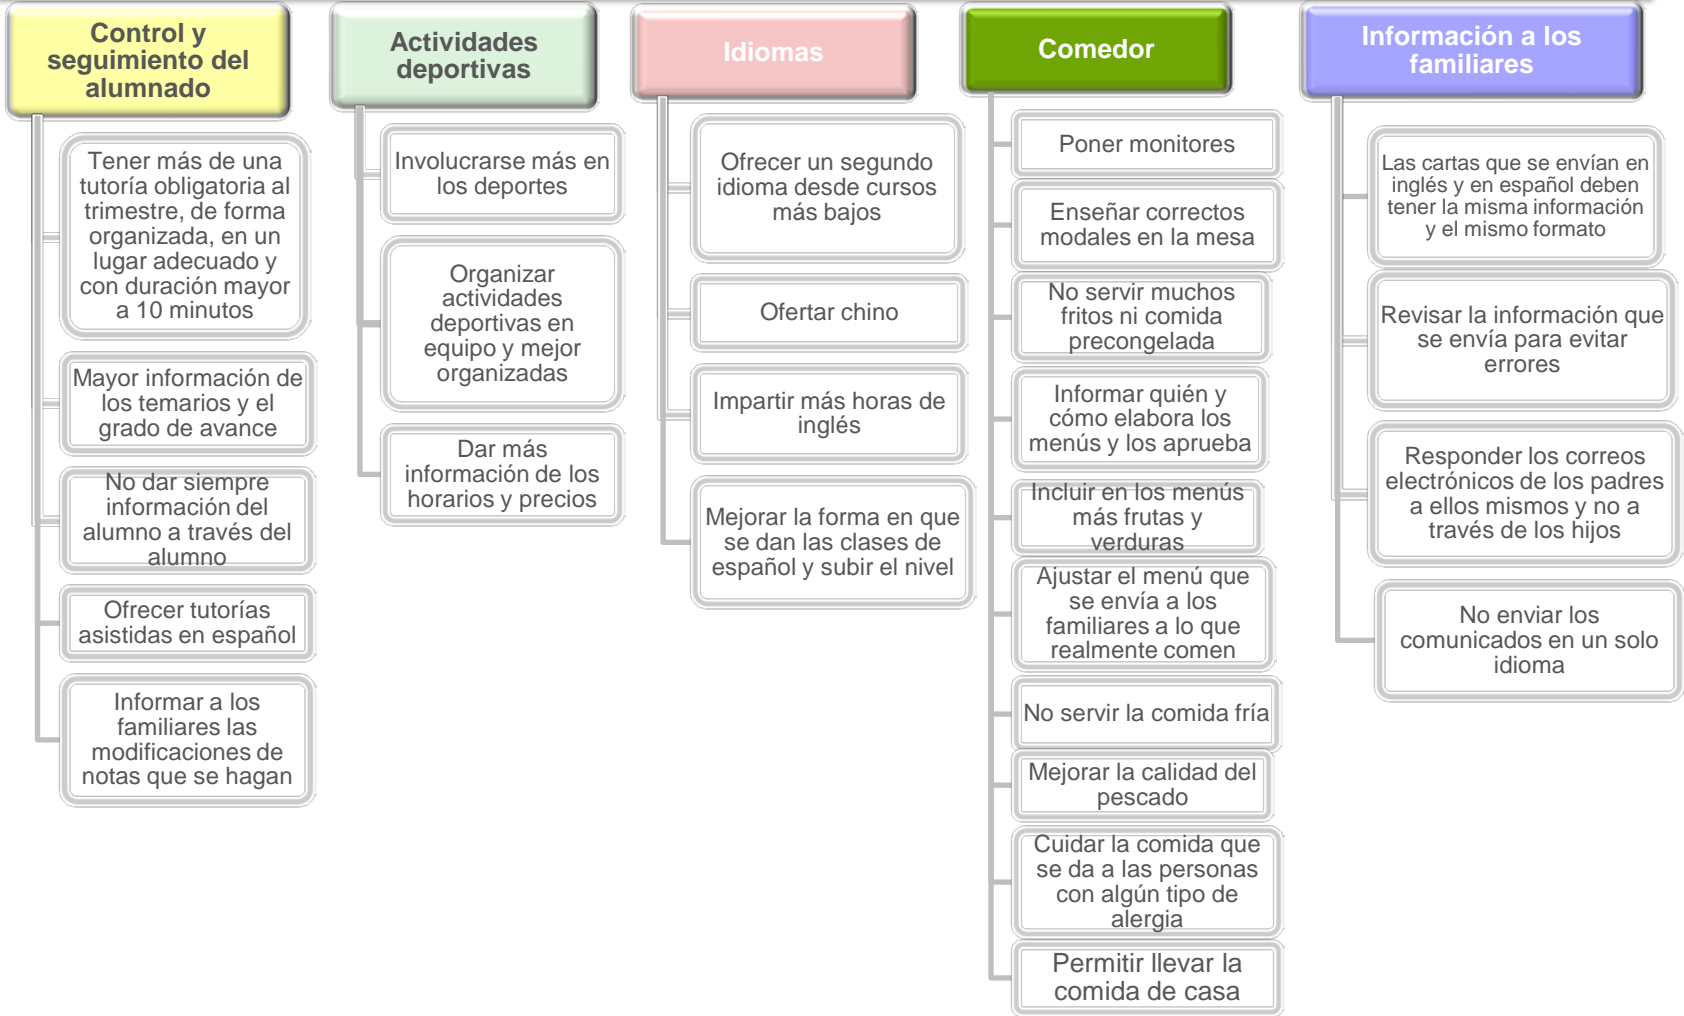 Control y
seguimiento del
alumnado
Tener más de una
tutoría obligatoria al
trimestre, de forma
organizada, en un
lugar adecuado y
con duración mayor
a 10 minutos
Mayor información de
los temarios y el
grado de avance
No dar siempre
información del
alumno a través del
alumno
Ofrecer tutorías
asistidas en español
Informar a los
familiares las
modificaciones de
notas que se hagan
Actividades
deportivas
Involucrarse más en
los deportes
Organizar
actividades
deportivas en
equipo y mejor
organizadas
Dar más
información de los
horarios y precios
Idiomas
Ofrecer un segundo
idioma desde cursos
más bajos
Ofertar chino
Impartir más horas de
inglés
Mejorar la forma en que
se dan las clases de
español y subir el nivel
Comedor
Poner monitores
Enseñar correctos
modales en la mesa
No servir muchos
fritos ni comida
precongelada
Informar quién y
cómo elabora los
menús y los aprueba
Incluir en los menús
más frutas y
verduras
Ajustar el menú que
se envía a los
familiares a lo que
realmente comen
No servir la comida fría
Mejorar la calidad del
pescado
Cuidar la comida que
se da a las personas
con algún tipo de
alergia
Permitir llevar la
comida de casa
Información a los
familiares
Las cartas que se envían en
inglés y en español deben
tener la misma información
y el mismo formato
Revisar la información que
se envía para evitar
errores
Responder los correos
electrónicos de los padres
a ellos mismos y no a
través de los hijos
No enviar los
comunicados en un solo
idioma